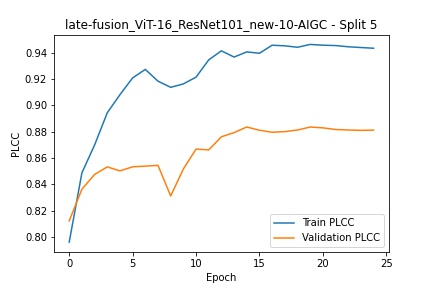 late-fusion_ViT-16_ResNet101_new-10-AIGC - Split 5
PLCC
0.94
0.92
0.90
0.88
0.86
0.84
0.82
0.80
Train PLCC
Validation PLCC
0 5 10 15 20 25
Epoch